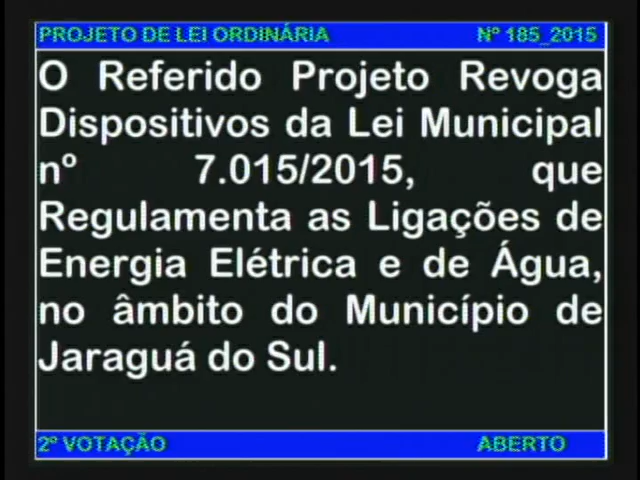 PROJETO DE LEI ORDINÁRIA Nº 185_2015
O Referido Projeto Revoga
Dispositivos da Lei Municipal
nº 7.015/2015, que
Regulamenta as Ligações de
Energia Elétrica e de Água,
no âmbito do Município de
Jaraguá do Sul.
2º VOTAÇÃO ABERTO